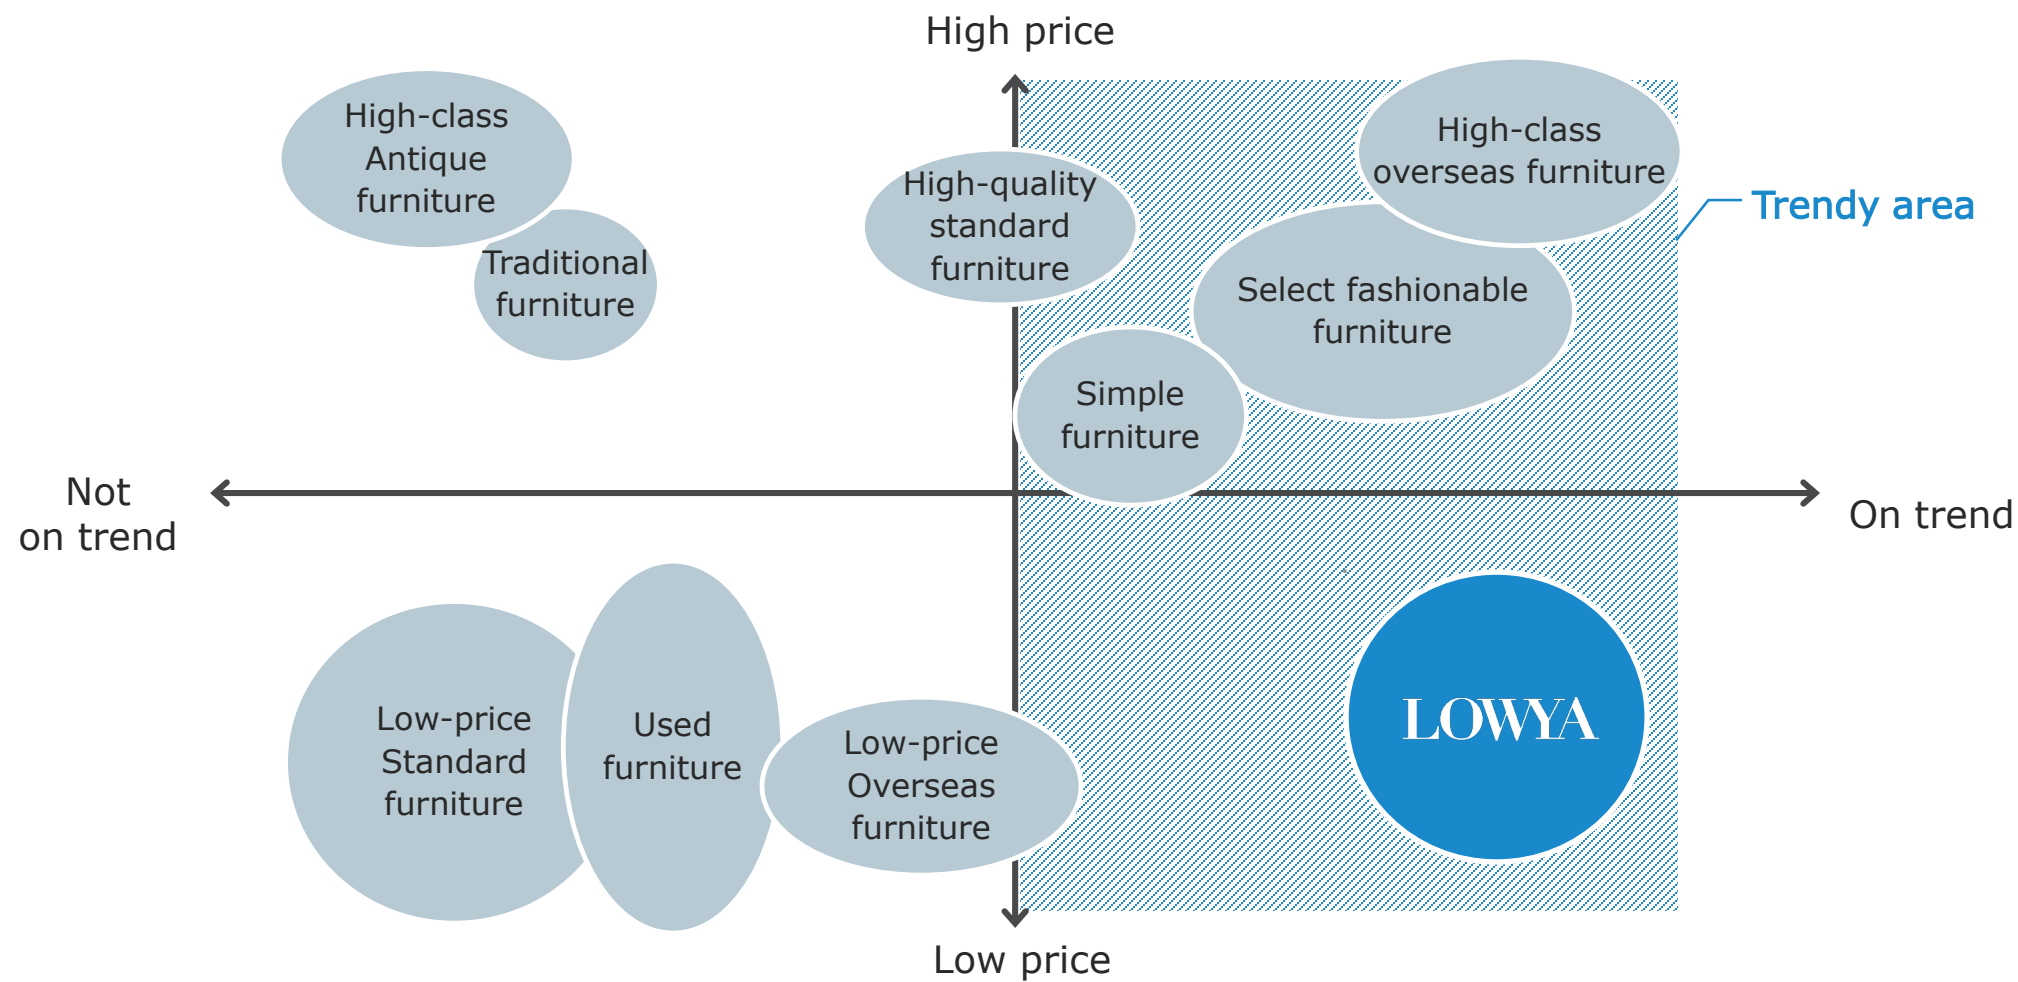 High price
High-class
Antique
furniture
Traditional
furniture
High-quality
standard
furniture
High-class
overseas furniture
Trendy area
Select fashionable
furniture
Simple
furniture
Not
on trend
On trend
Low-price
Standard
furniture
Used
furniture
Low-price
Overseas
furniture
LOWYA
Low price